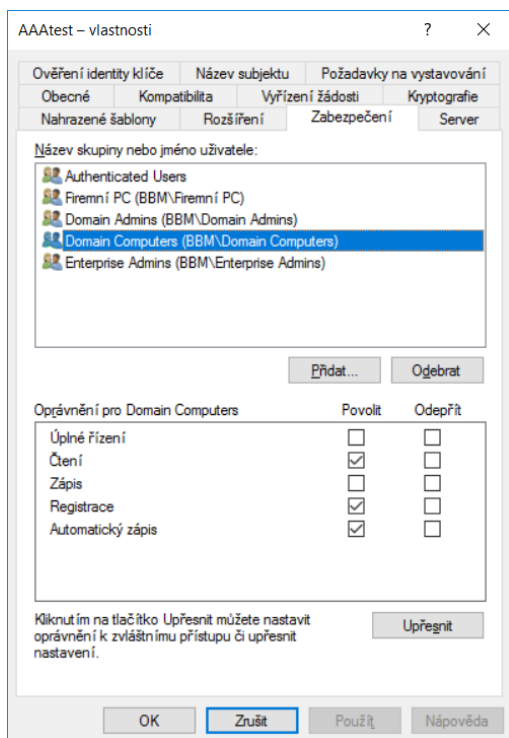 AAAtest – vlastnosti
?
Ověření identity klíče
Název subjektu
Požadavky na vystavování
Obecné
Kompatibilita
Vyřízení žádosti
Kryptografie
Nahrazené šablony
Rozšíření
Zabezpečení
Server
Název skupiny nebo jméno uživatele:
Authenticated Users
Firemní PC (BBM\Firemní PC)
Domain Admins (BBM\Domain Admins)
Domain Computers (BBM\Domain Computers)
Enterprise Admins (BBM\Enterprise Admins)
Přidat...
Odebrat
Oprávnění pro Domain Computers
Povolit
Odepřít
Úplné řízení
Čtení
Zápis
Registrace
Automatický zápis
Kliknutím na tlačítko Upřesnit můžete nastavit
oprávnění k zvláštnímu přístupu či upřesnit
nastavení.
Upřesnit
OK
Zrušit
Použít
Nápověda